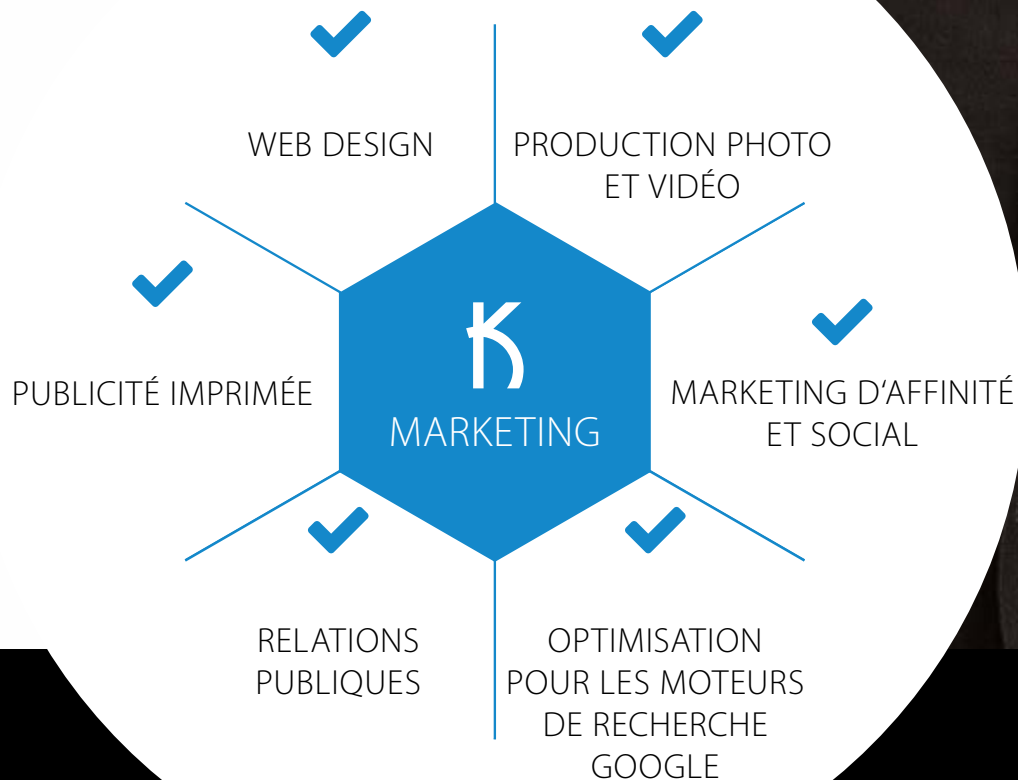 WEB DESIGN
PRODUCTION PHOTO
ET VIDÉO
PUBLICITÉ IMPRIMÉE
K
MARKETING
MARKETING D‘AFFINITÉ
ET SOCIAL
RELATIONS
PUBLIQUES
OPTIMISATION
POUR LES MOTEURS
DE RECHERCHE
GOOGLE